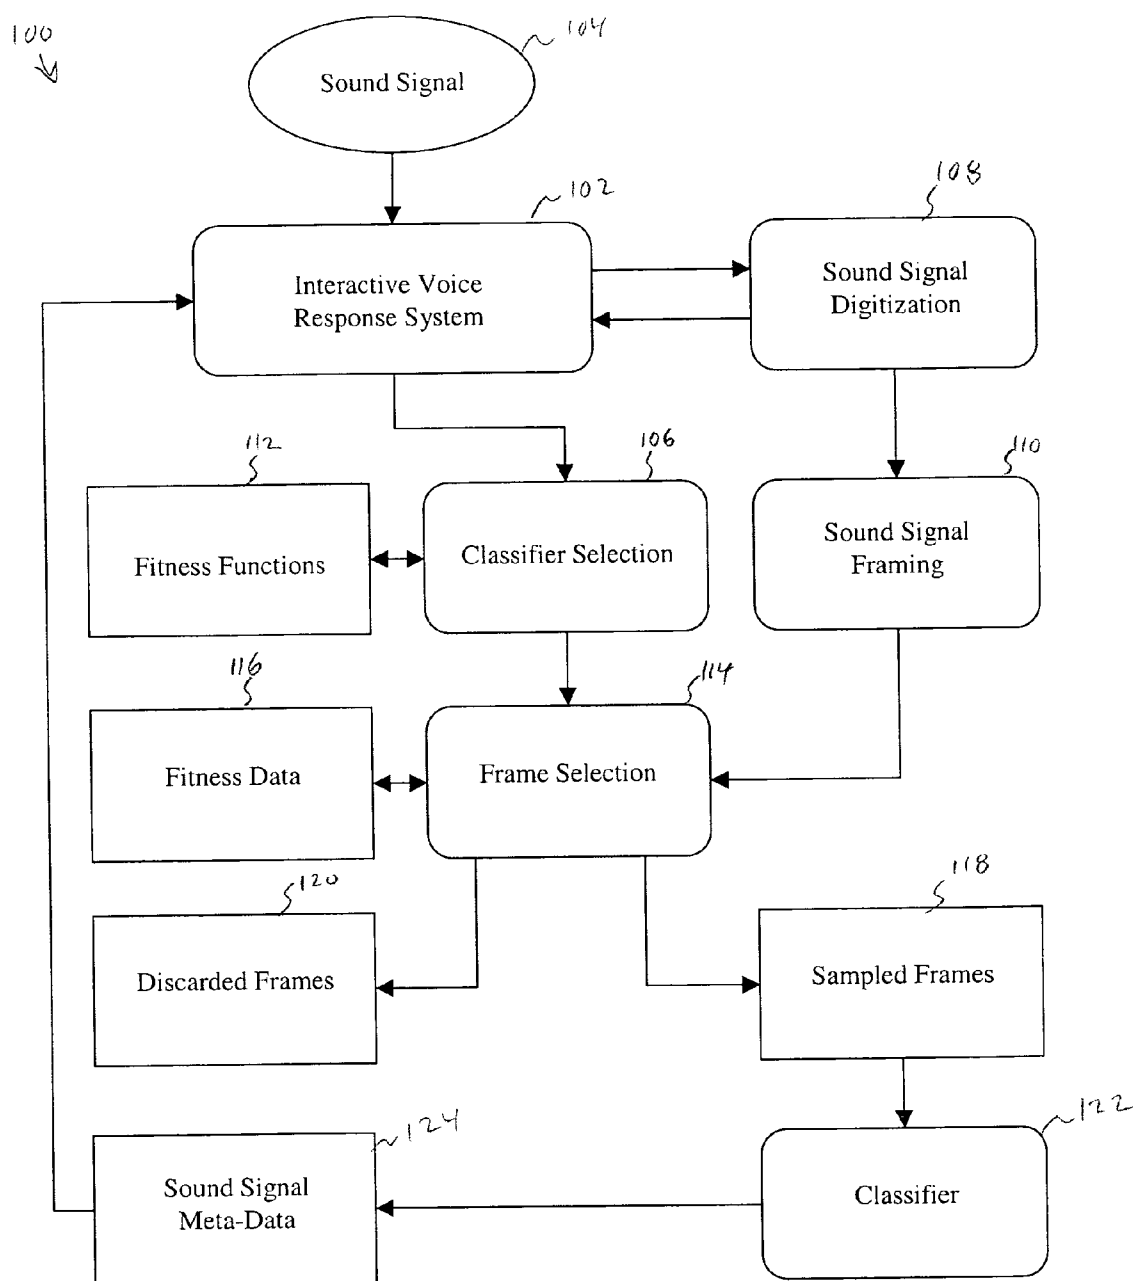 100
104
Sound Signal
102
108
Interactive Voice
Response System
Sound Signal
Digitization
112
106
110
Fitness Functions
Classifier Selection
Sound Signal
Framing
116
114
Fitness Data
Frame Selection
120
118
Discarded Frames
Sampled Frames
124
122
Sound Signal
Meta-Data
Classifier